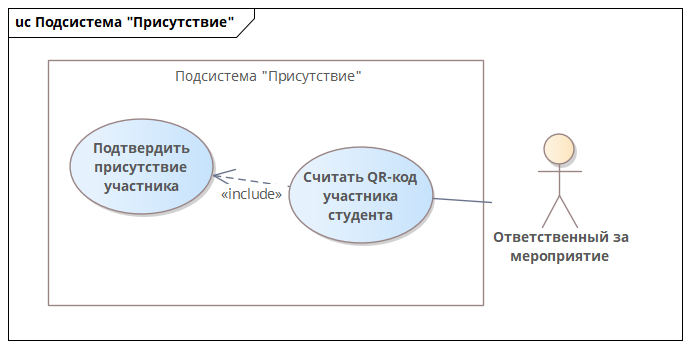 uc Подсистема "Присутствие"
Подсистема "Присутствие"
Подтвердить
присутствие
участника
«include»
Считать QR-код
участника
студента
Ответственный за
мероприятие